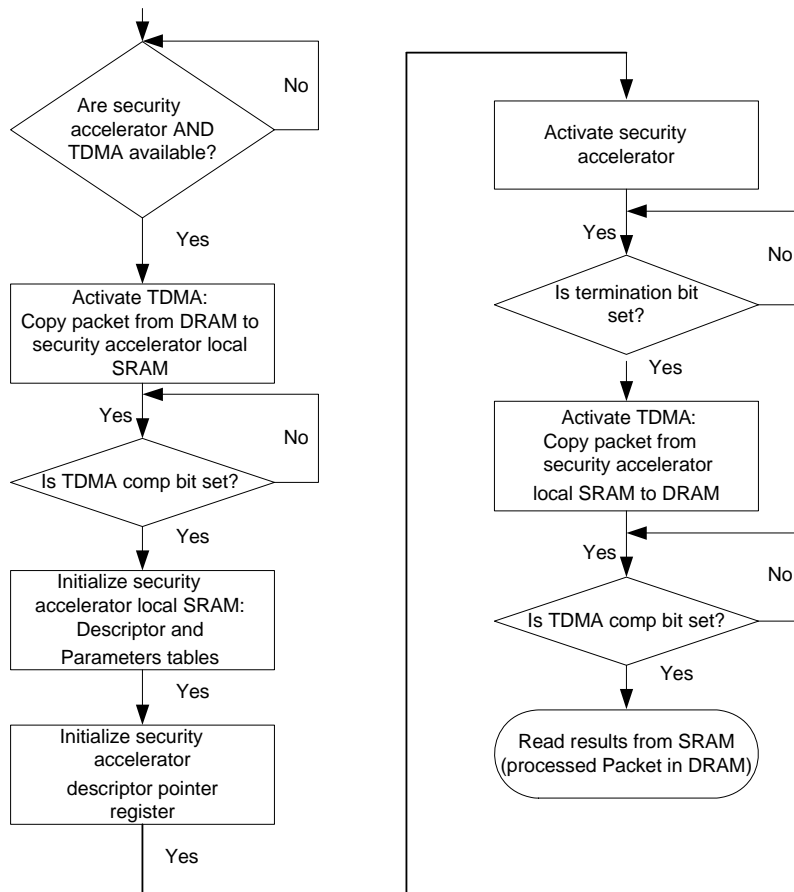 No
Are security
accelerator AND
TDMA available?
Yes
Activate TDMA:
Copy packet from DRAM to
security accelerator local
SRAM
Yes
No
Is TDMA comp bit set?
Yes
Initialize security
accelerator local SRAM:
Descriptor and
Parameters tables
Yes
Initialize security
accelerator
descriptor pointer
register
Yes
Activate security
accelerator
Yes
No
Is termination bit
set?
Yes
Activate TDMA:
Copy packet from
security accelerator
local SRAM to DRAM
Yes
No
Is TDMA comp bit set?
Yes
Read results from SRAM
(processed Packet in DRAM)